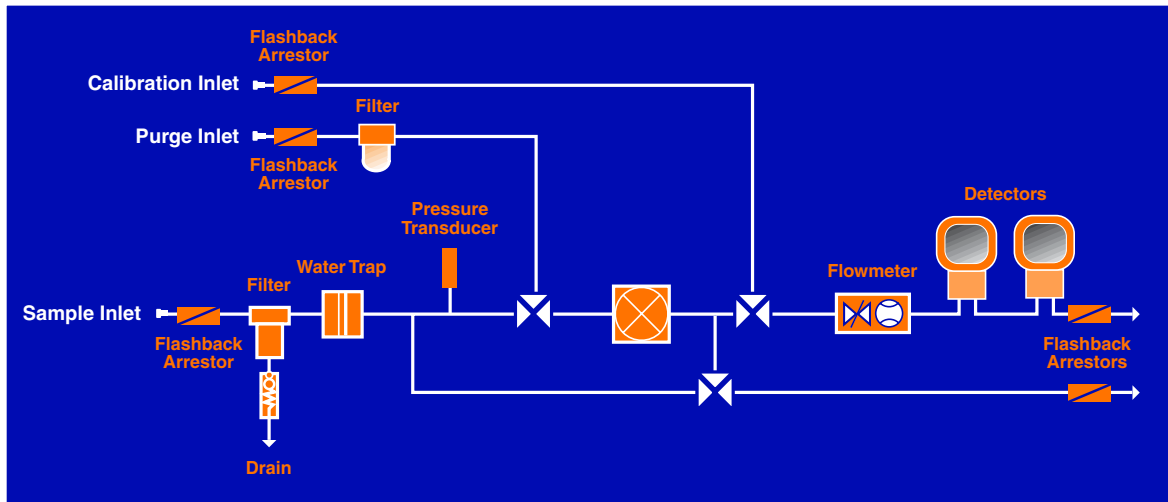 Flashback
Arrestor
Calibration Inlet
Filter
Purge Inlet
Flashback
Arrestor
Detectors
Pressure
Transducer
Water Trap
Flowmeter
Filter
Sample Inlet
Flashback
Arrestor
Flashback
Arrestors
Drain